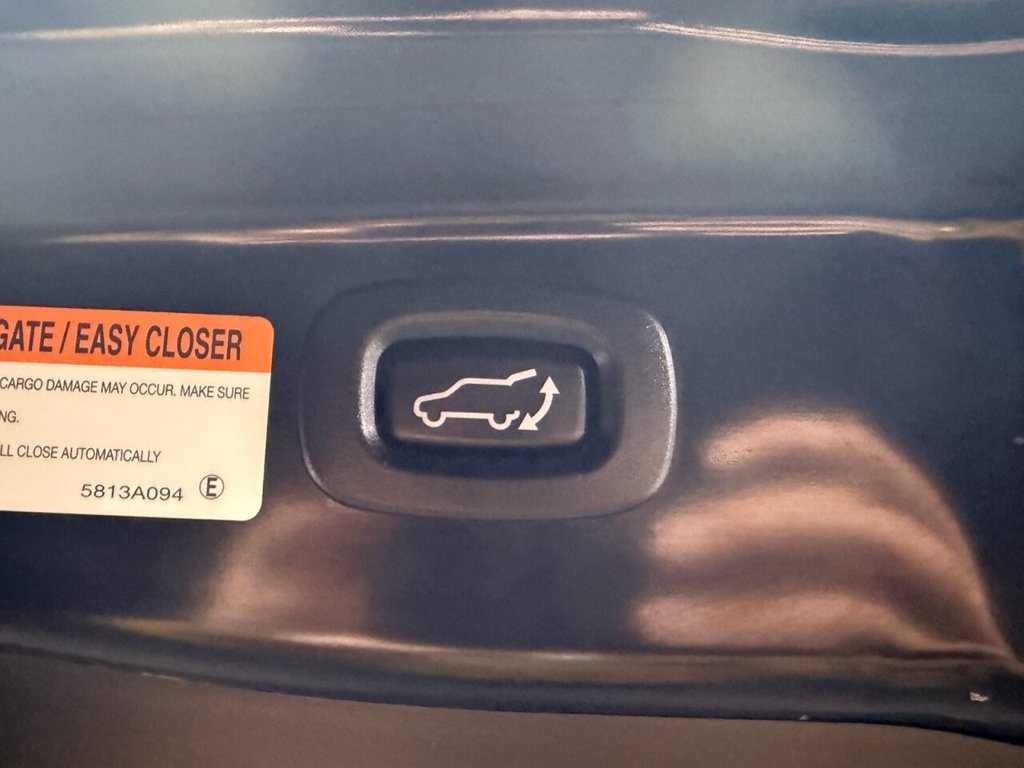 GATE / EASY CLOSER
CARGO DAMAGE MAY OCCUR. MAKE SURE
NG.
LL CLOSE AUTOMATICALLY
5813A094 E